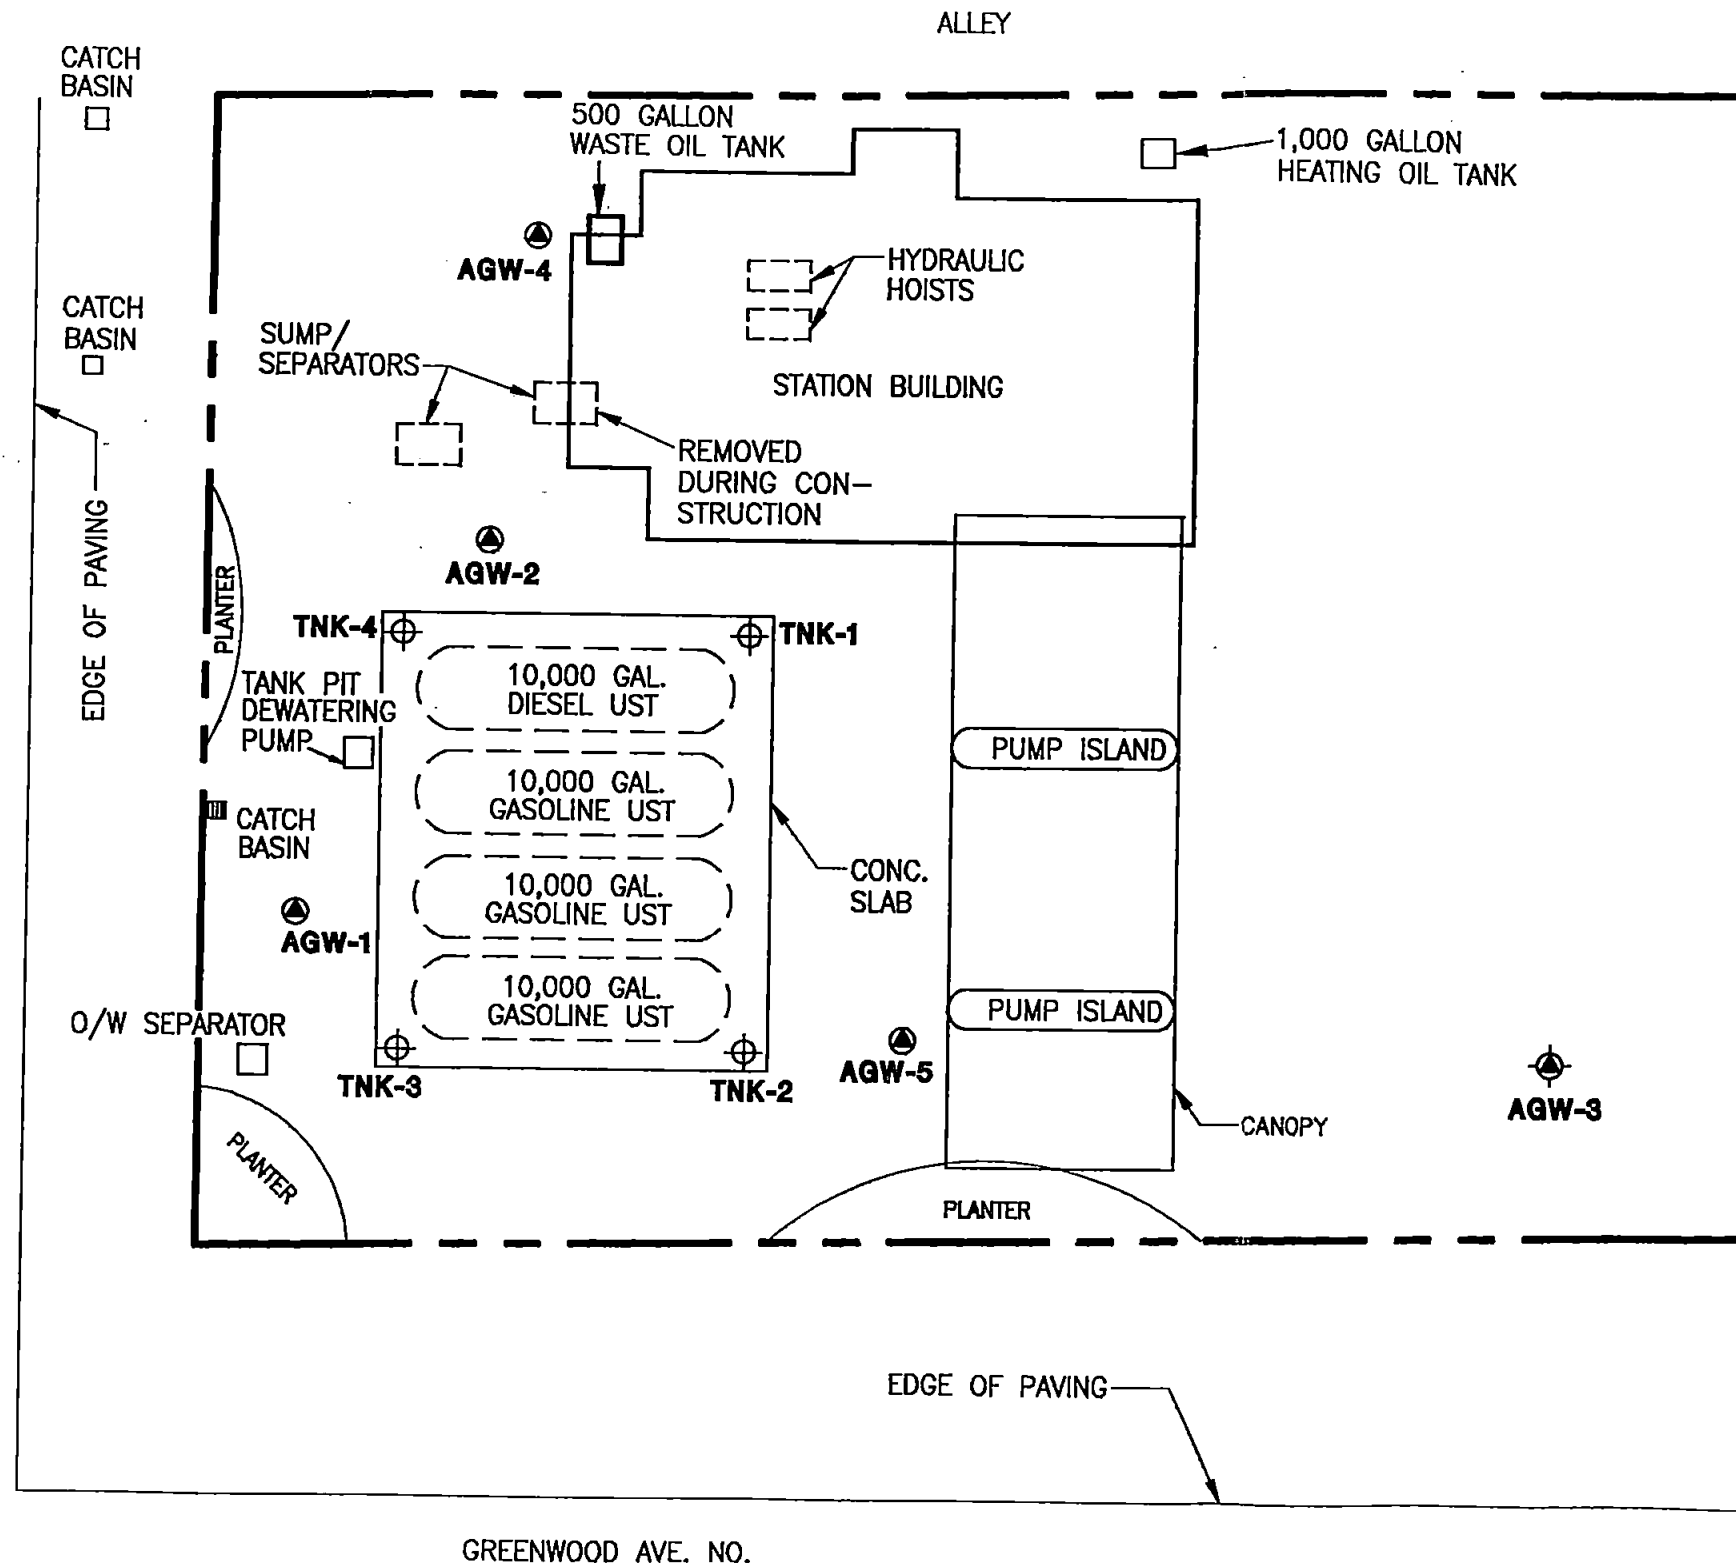 ALLEY
CATCH
BASIN
500 GALLON
WASTE OIL TANK
1,000 GALLON
HEATING OIL TANK
AGW-4
HYDRAULIC
HOISTS
CATCH
BASIN
SUMP/
SEPARATORS
STATION BUILDING
REMOVED
DURING CON-
STRUCTION
EDGE OF PAVING
PLANTER
AGW-2
TNK-4
TNK-1
10,000 GAL.
DIESEL UST
TANK PIT
DEWATERING
PUMP
PUMP ISLAND
10,000 GAL.
GASOLINE UST
CATCH
BASIN
CONC.
SLAB
10,000 GAL.
GASOLINE UST
AGW-1
10,000 GAL.
GASOLINE UST
PUMP ISLAND
O/W SEPARATOR
TNK-3
TNK-2
AGW-5
AGW-3
CANOPY
PLANTER
PLANTER
EDGE OF PAVING
GREENWOOD AVE. NO.